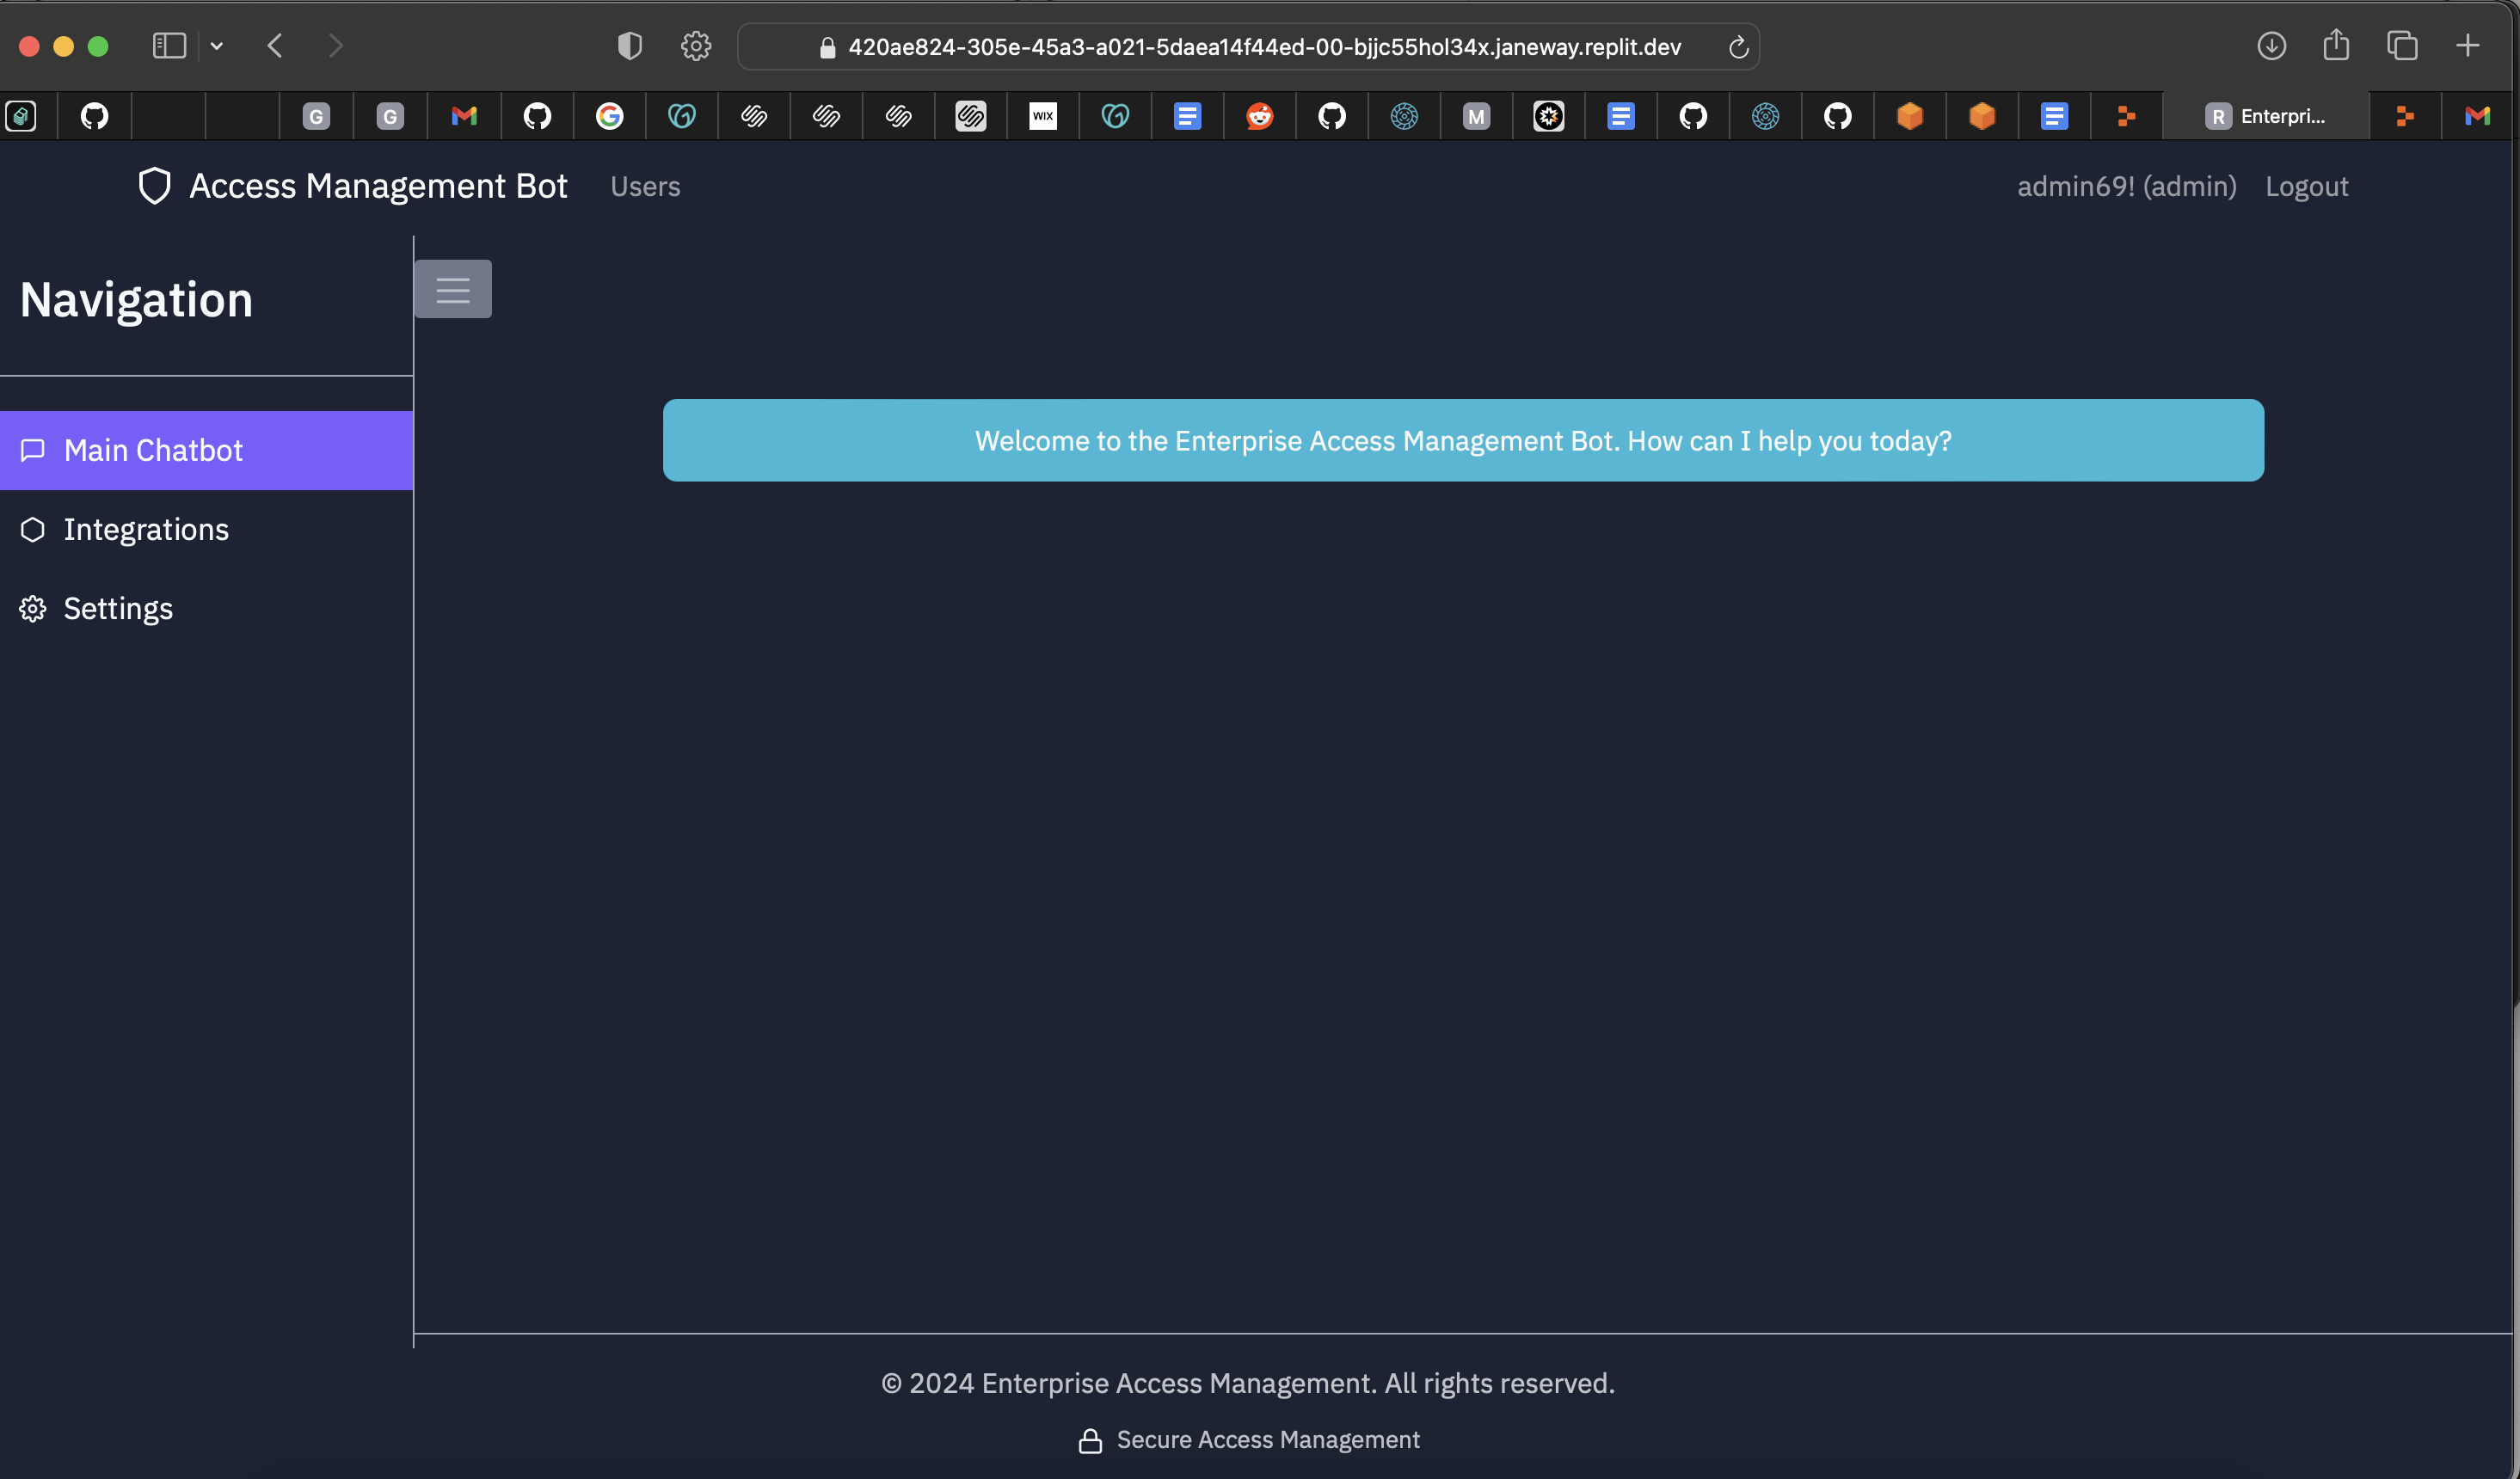 420ae824-305e-45a3-a021-5daea14f44ed-00-bjjc55hol34x.janeway.replit.dev
G
G
WIX
M
R Enterpri...
Access Management Bot Users admin69! (admin) Logout
Navigation
Welcome to the Enterprise Access Management Bot. How can I help you today?
Main Chatbot
Integrations
Settings
© 2024 Enterprise Access Management. All rights reserved.
Secure Access Management